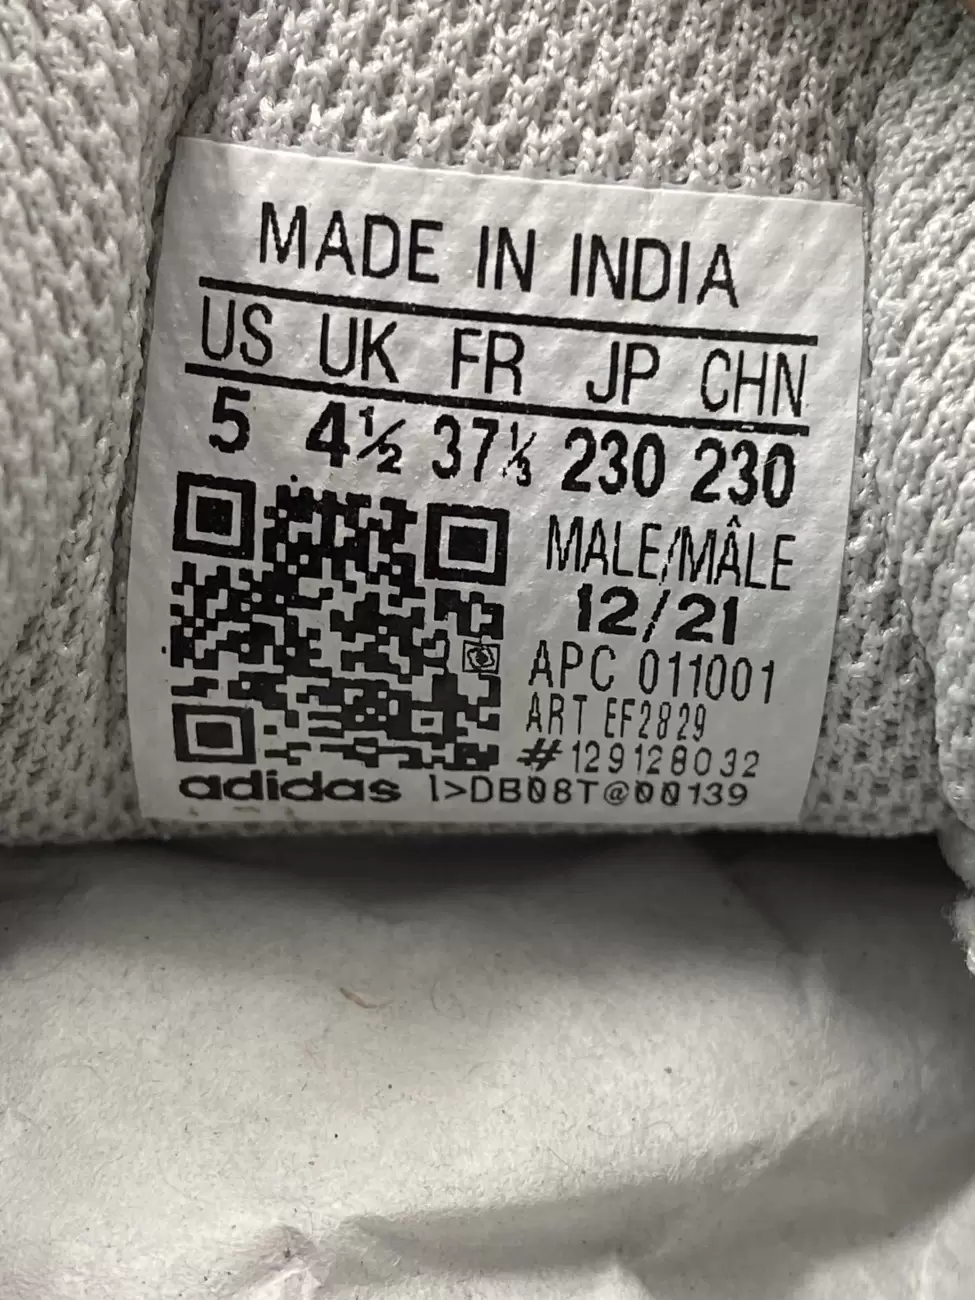 MADE IN INDIA
US UK FR JP CHN
5 4½ 37⅓ 230 230
MALE/MÂLE
12/21
APC 011001
ART EF2829
#129128032
adidas I>DB08T@00139